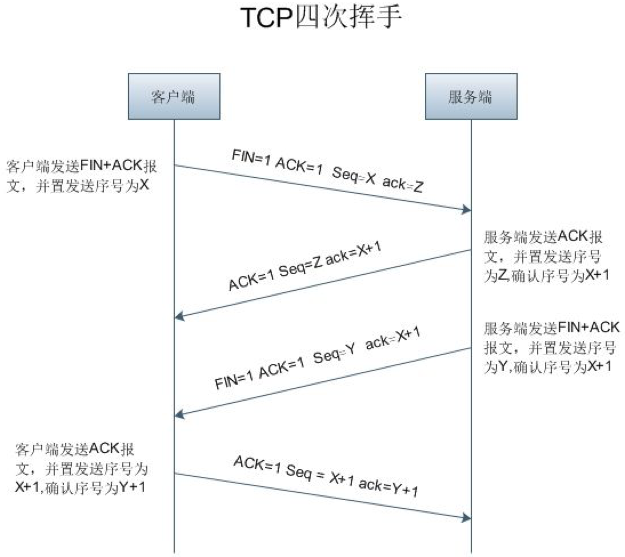 TCP四次挥手
客户端
服务端
客户端发送FIN+ACK报
文，并置发送序号为X
FIN=1 ACK=1 Seq=X ack=Z
服务端发送ACK报
文，并置发送序号
为Z,确认序号为X+1
ACK=1 Seq=Z ack=X+1
服务端发送FIN+ACK
报文，并置发送序号
为Y,确认序号为X+1
FIN=1 ACK=1 Seq=Y ack=X+1
客户端发送ACK报
文，并置发送序号为
X+1,确认序号为Y+1
ACK=1 Seq = X+1 ack=Y+1